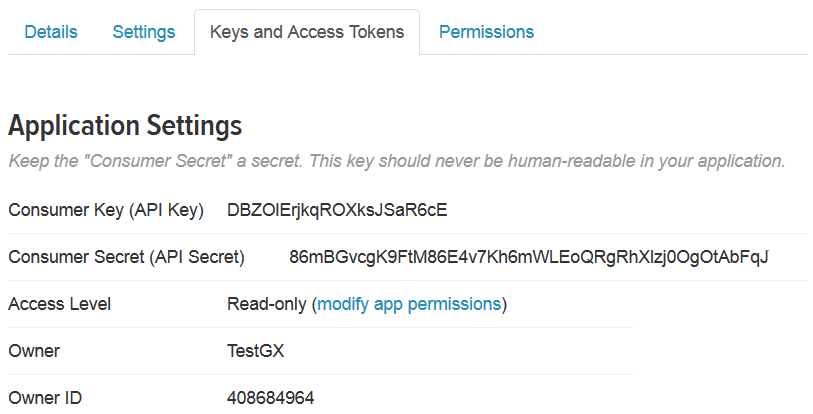 Details Settings Keys and Access Tokens Permissions
Application Settings
Keep the "Consumer Secret" a secret. This key should never be human-readable in your application.
Consumer Key (API Key) DBZOlErjkqROXksJSaR6cE
Consumer Secret (API Secret) 86mBGvcgK9FtM86E4v7Kh6mWLEoQRgRhXlzj0OgOtAbFqJ
Access Level Read-only (modify app permissions)
Owner TestGX
Owner ID 408684964